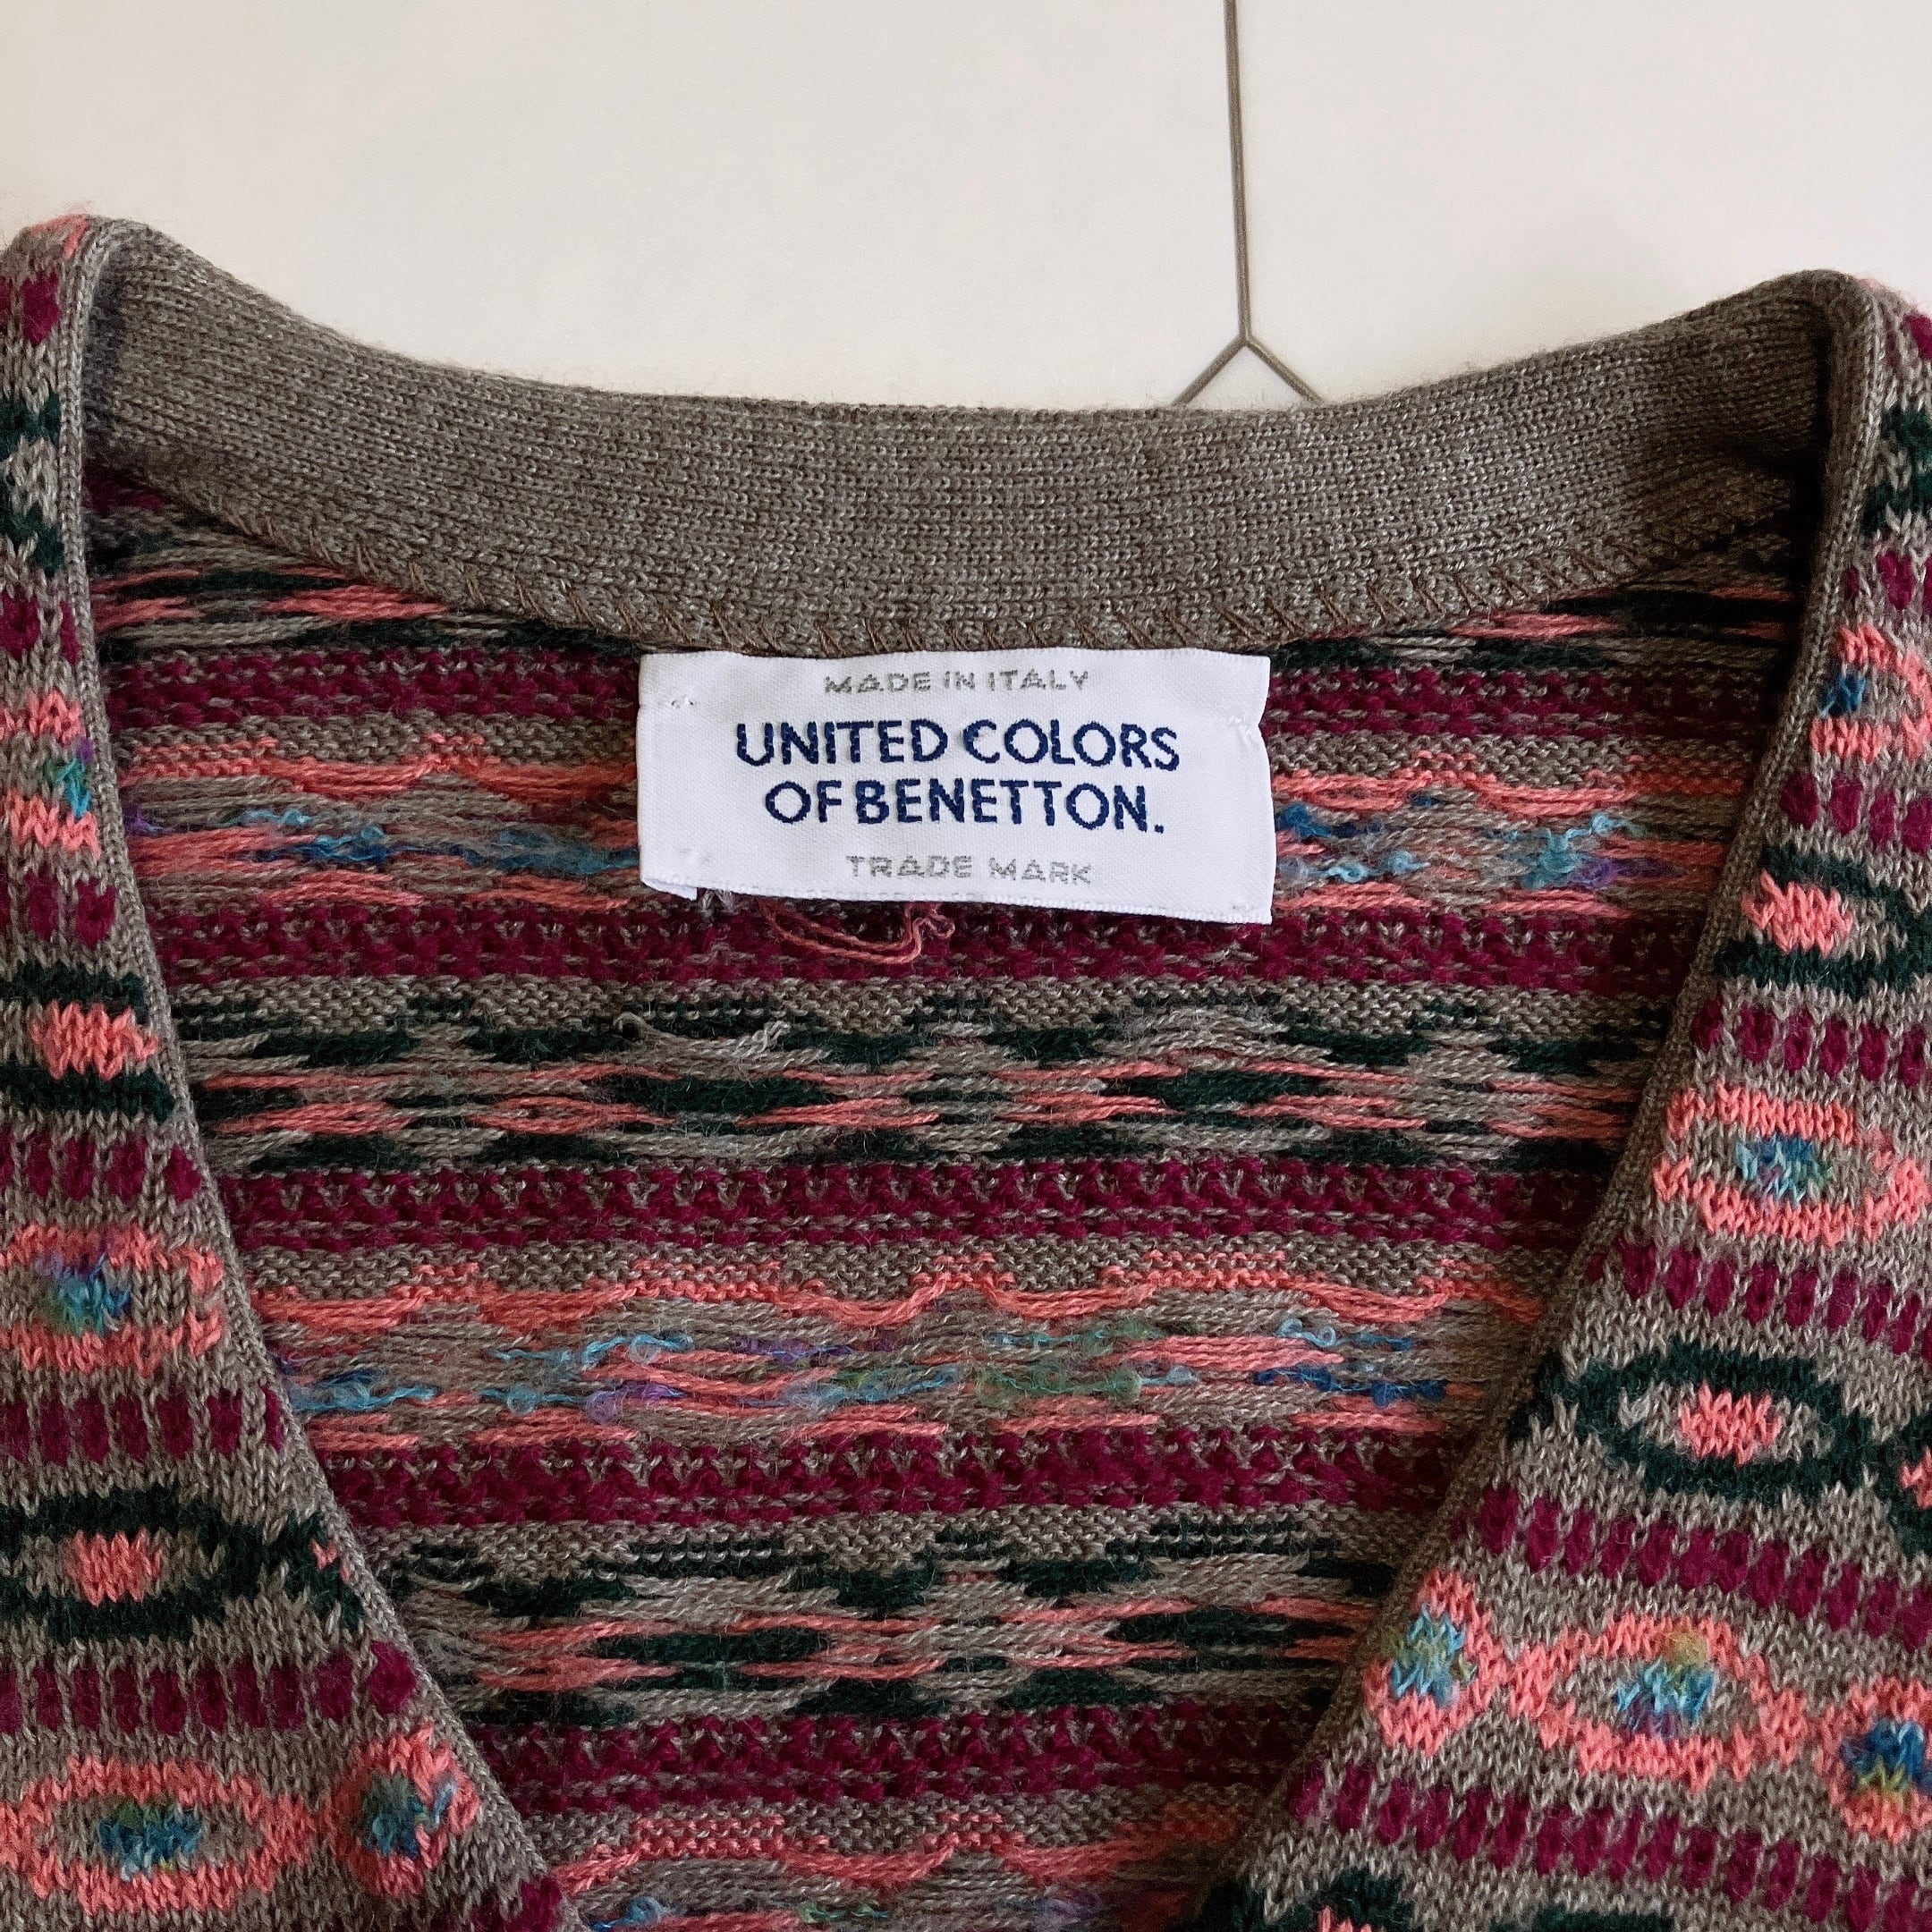 MADE IN ITALY
UNITED COLORS
OF BENETTON.
TRADE MARK